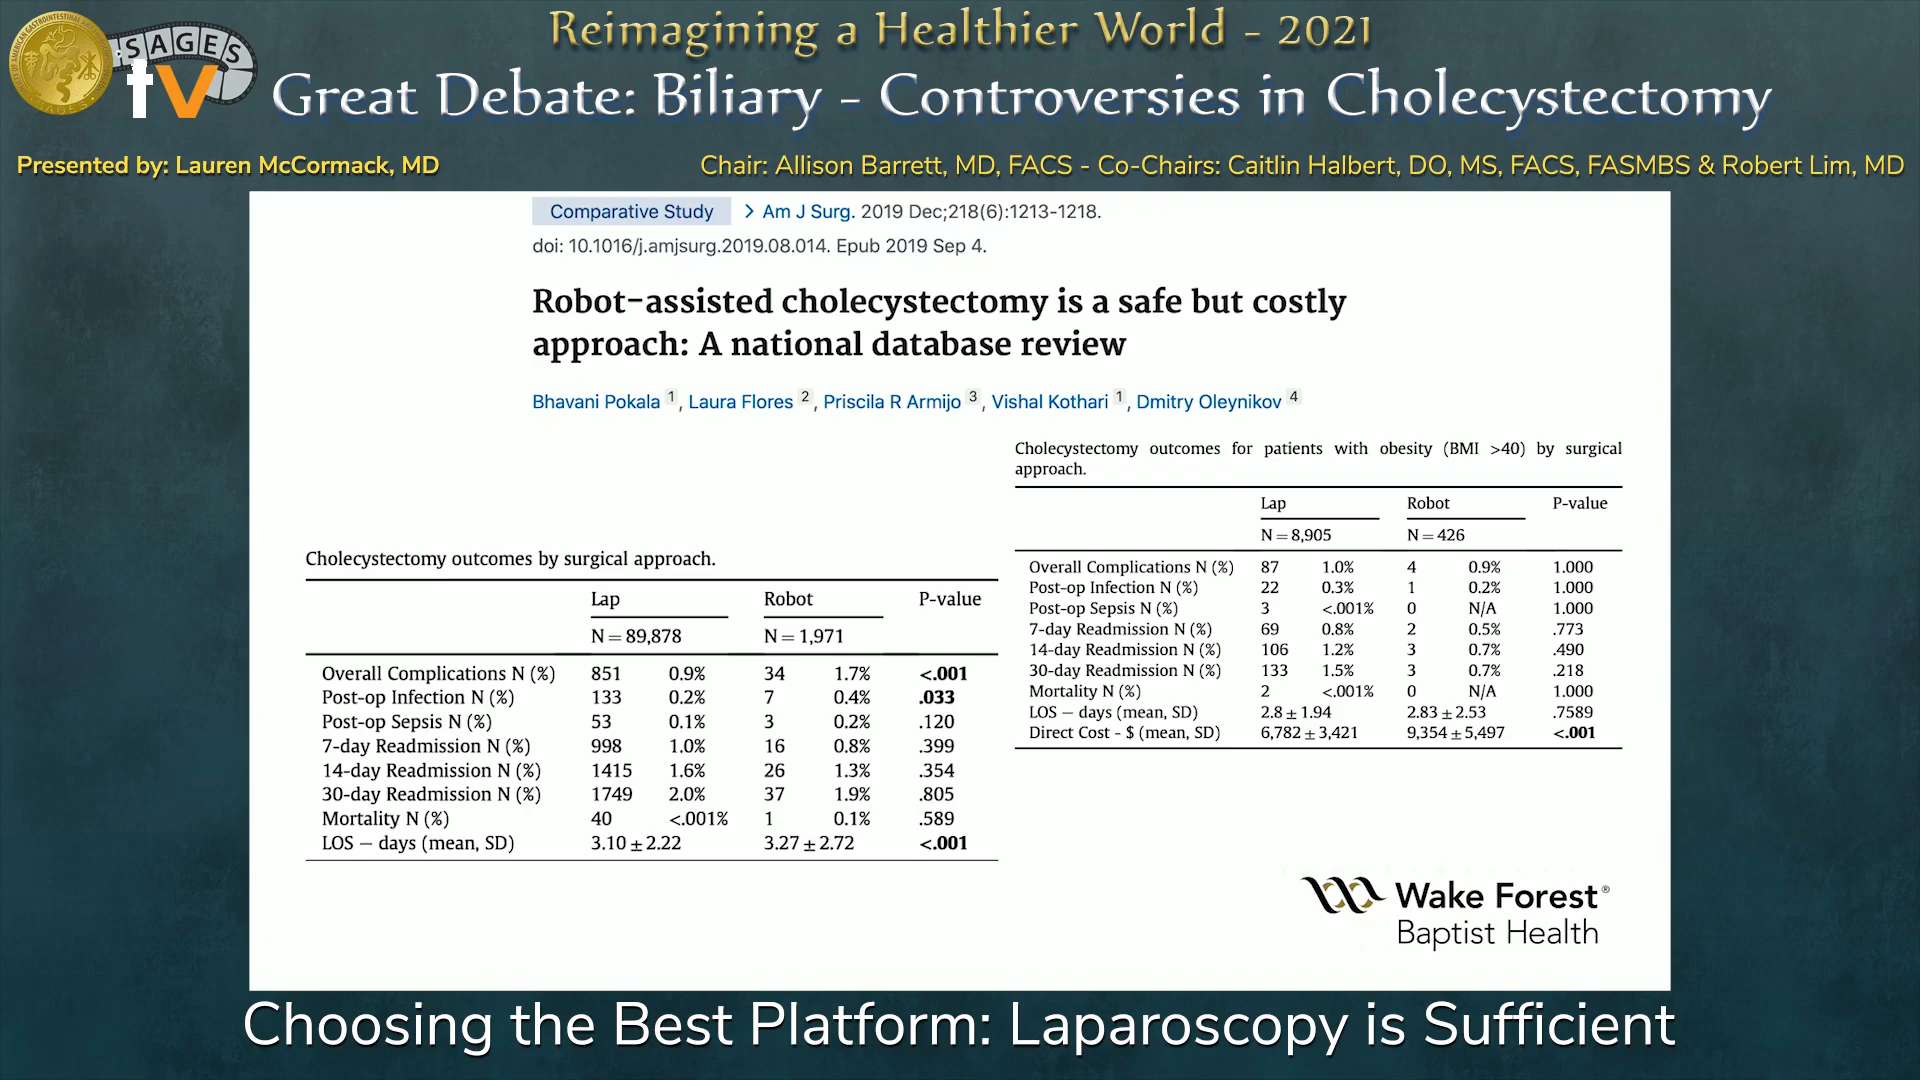 Reimagining a Healthier World - 2021
SAGES
tv
Great Debate: Biliary - Controversies in Cholecystectomy
Presented by: Lauren McCormack, MD
Chair: Allison Barrett, MD, FACS - Co-Chairs: Caitlin Halbert, DO, MS, FACS, FASMBS & Robert Lim, MD
Comparative Study > Am J Surg. 2019 Dec;218(6):1213-1218.
doi: 10.1016/j.amjsurg.2019.08.014. Epub 2019 Sep 4.
Robot-assisted cholecystectomy is a safe but costly
approach: A national database review
Bhavani Pokala 1, Laura Flores 2, Priscila R Armijo 3, Vishal Kothari 1, Dmitry Oleynikov 4
Cholecystectomy outcomes by surgical approach.
Lap Robot P-value
N = 89,878 N = 1,971
Overall Complications N (%) 851 0.9% 34 1.7% <.001
Post-op Infection N (%) 133 0.2% 7 0.4% .033
Post-op Sepsis N (%) 53 0.1% 3 0.2% .120
7-day Readmission N (%) 998 1.0% 16 0.8% .399
14-day Readmission N (%) 1415 1.6% 26 1.3% .354
30-day Readmission N (%) 1749 2.0% 37 1.9% .805
Mortality N (%) 40 <.001% 1 0.1% .589
LOS – days (mean, SD) 3.10 ± 2.22 3.27 ± 2.72 <.001
Cholecystectomy outcomes for patients with obesity (BMI >40) by surgical
approach.
Lap Robot P-value
N = 8,905 N = 426
Overall Complications N (%) 87 1.0% 4 0.9% 1.000
Post-op Infection N (%) 22 0.3% 1 0.2% 1.000
Post-op Sepsis N (%) 3 <.001% 0 N/A 1.000
7-day Readmission N (%) 69 0.8% 2 0.5% .773
14-day Readmission N (%) 106 1.2% 3 0.7% .490
30-day Readmission N (%) 133 1.5% 3 0.7% .218
Mortality N (%) 2 <.001% 0 N/A 1.000
LOS – days (mean, SD) 2.8 ± 1.94 2.83 ± 2.53 .7589
Direct Cost - $ (mean, SD) 6,782 ± 3,421 9,354 ± 5,497 <.001
Wake Forest®
Baptist Health
Choosing the Best Platform: Laparoscopy is Sufficient